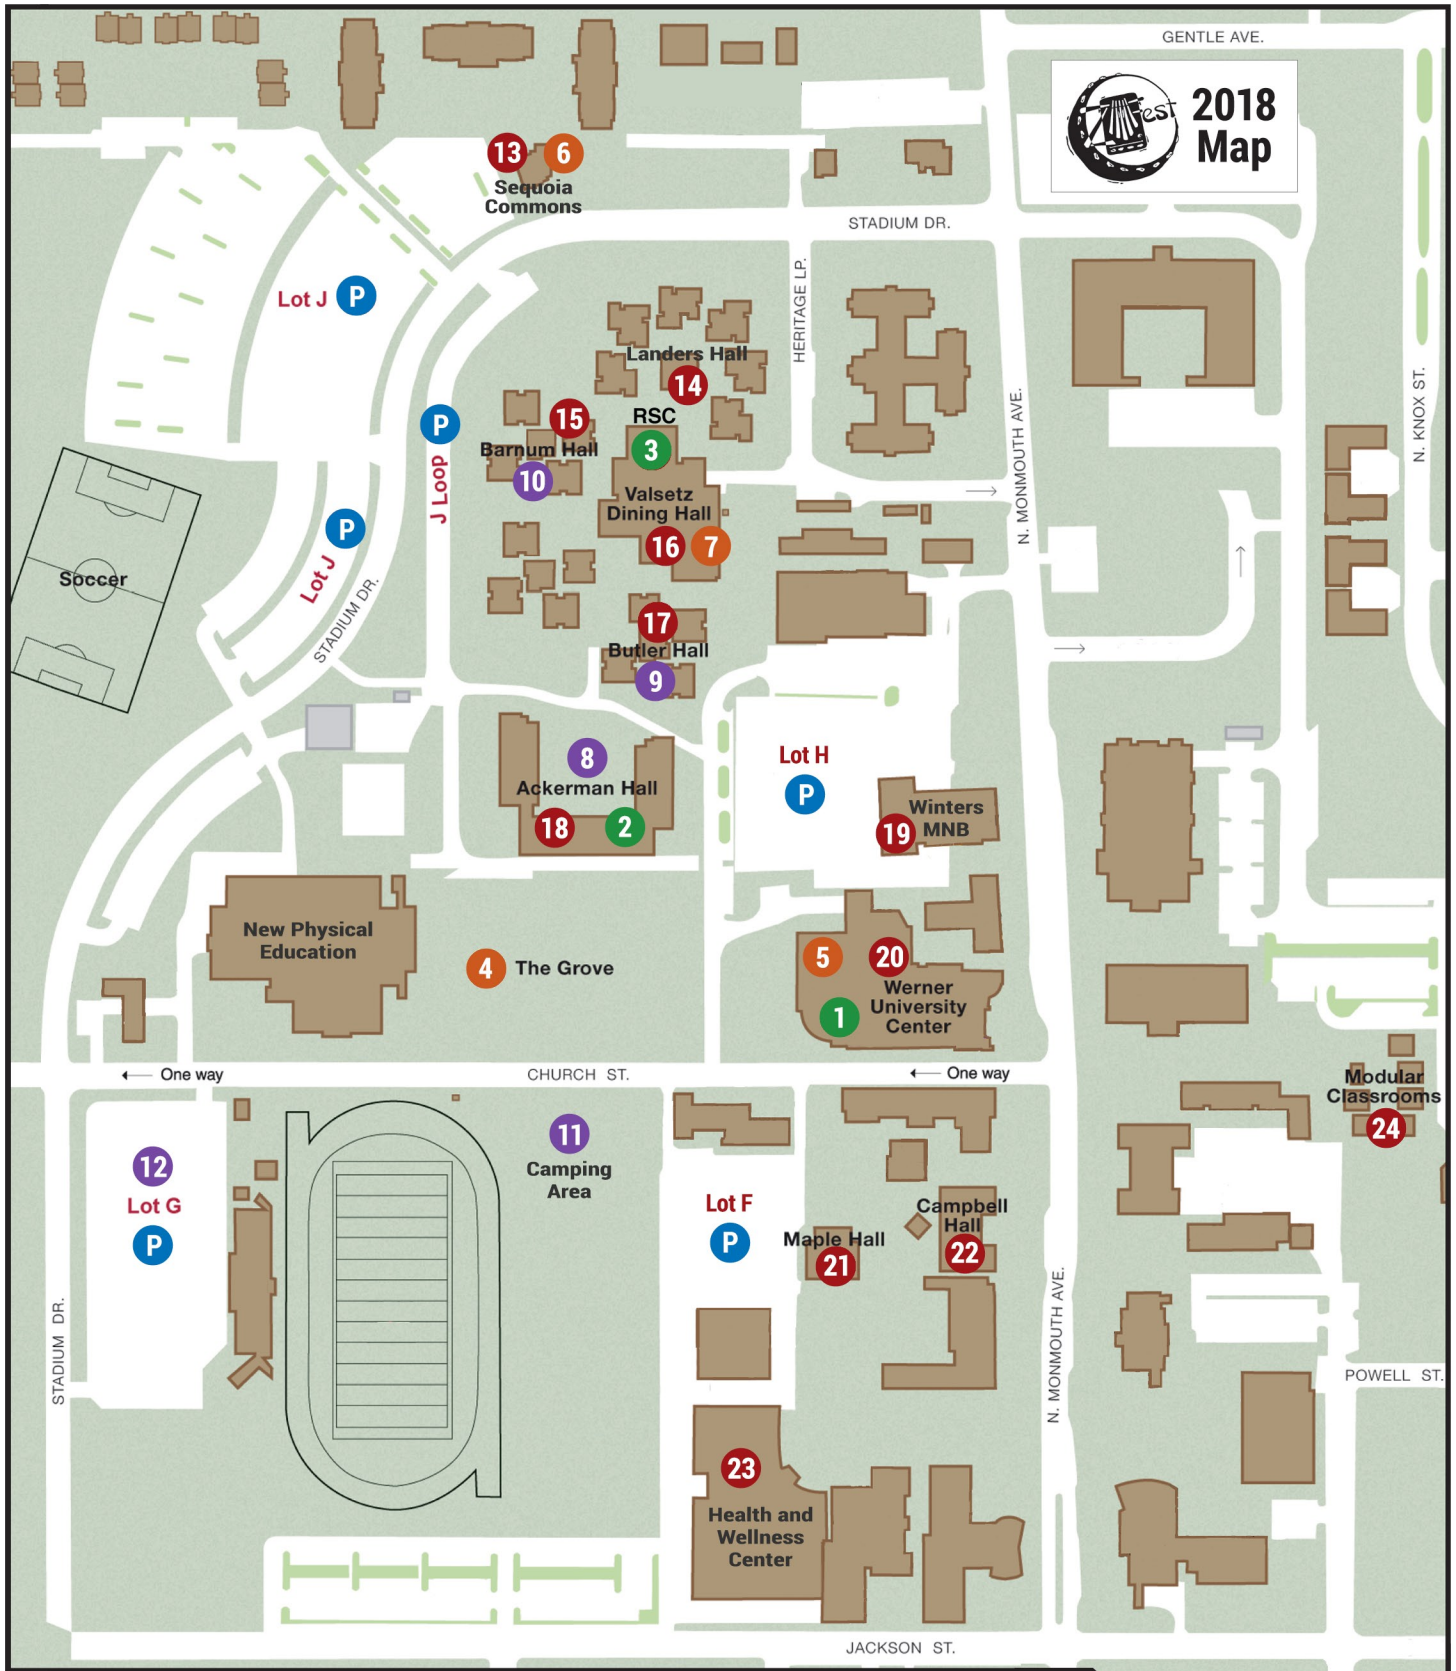 GENTLE AVE.
est
2018
Map
13
6
Sequoia
Commons
STADIUM DR.
Lot J
P
HERITAGE LP.
Landers Hall
14
N. MONMOUTH AVE.
N. KNOX ST.
P
J Loop
15
Barnum Hall
10
RSC
3
Valsetz
Dining Hall
16
7
P
Lot J
STADIUM DR.
Soccer
17
Butler Hall
9
8
Ackerman Hall
18
2
Lot H
P
Winters
MNB
19
New Physical
Education
4
The Grove
5
20
Werner
University
Center
1
One way
CHURCH ST.
One way
Modular
Classrooms
24
11
Camping
Area
12
Lot G
P
Lot F
P
Maple Hall
21
Campbell
Hall
22
STADIUM DR.
N. MONMOUTH AVE.
POWELL ST.
23
Health and
Wellness
Center
JACKSON ST.